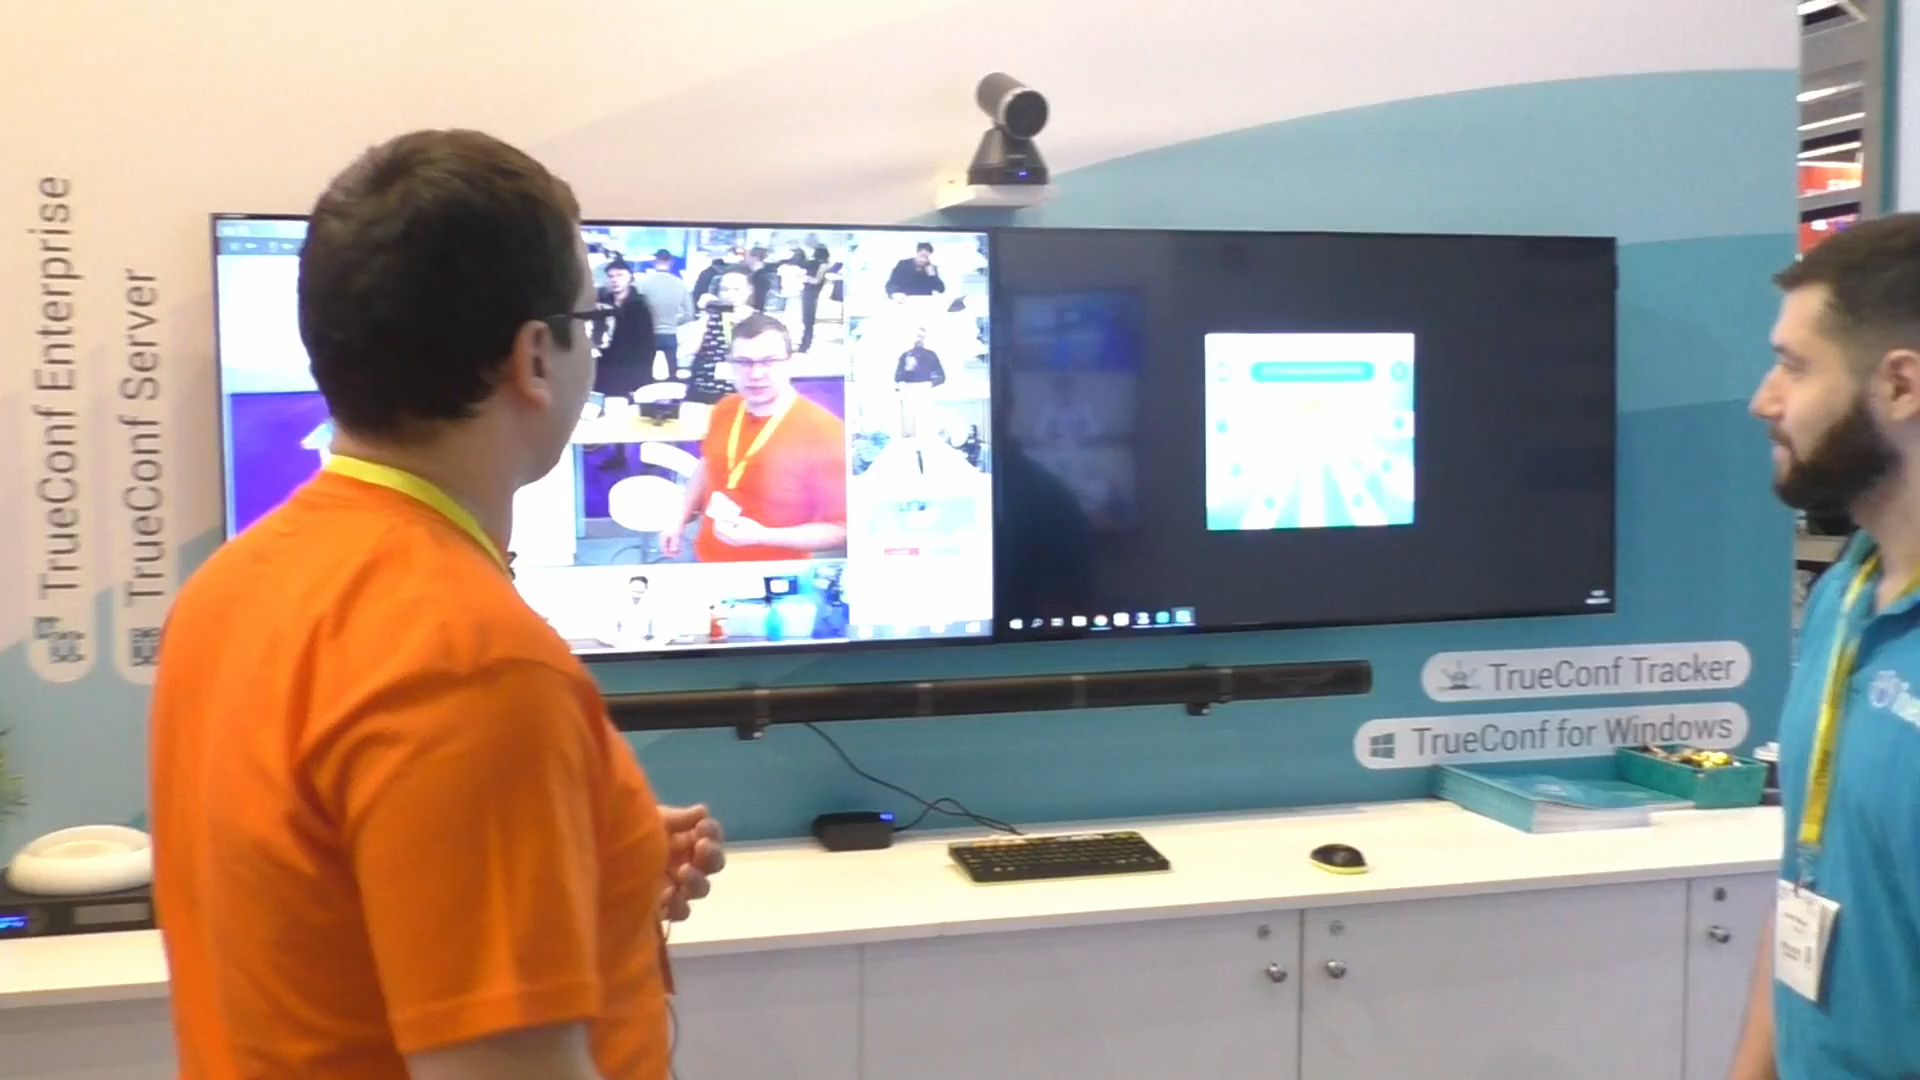 TrueConf Enterprise
TrueConf Server
TrueConf Tracker
TrueConf for Windows